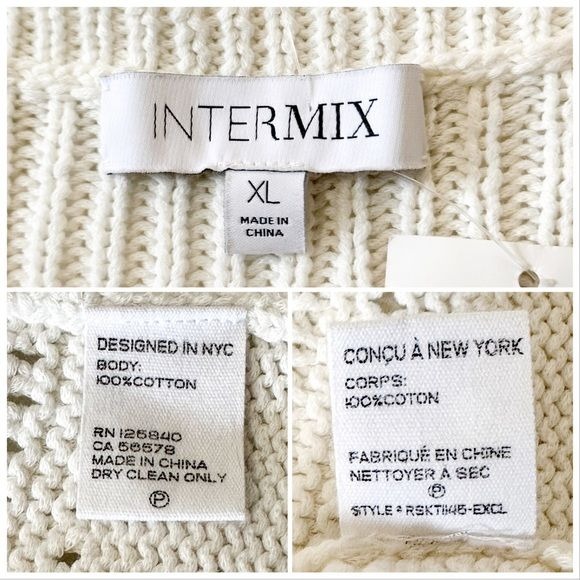 INTERMIX
XL
MADE IN
CHINA
DESIGNED IN NYC
BODY:
100%COTTON
RN 125840
CA 56578
MADE IN CHINA
DRY CLEAN ONLY
P
CONÇU À NEW YORK
CORPS:
100%COTON
FABRIQUÉ EN CHINE
NETTOYER A SEC
P
STYLE # RSKT1145-EXCL